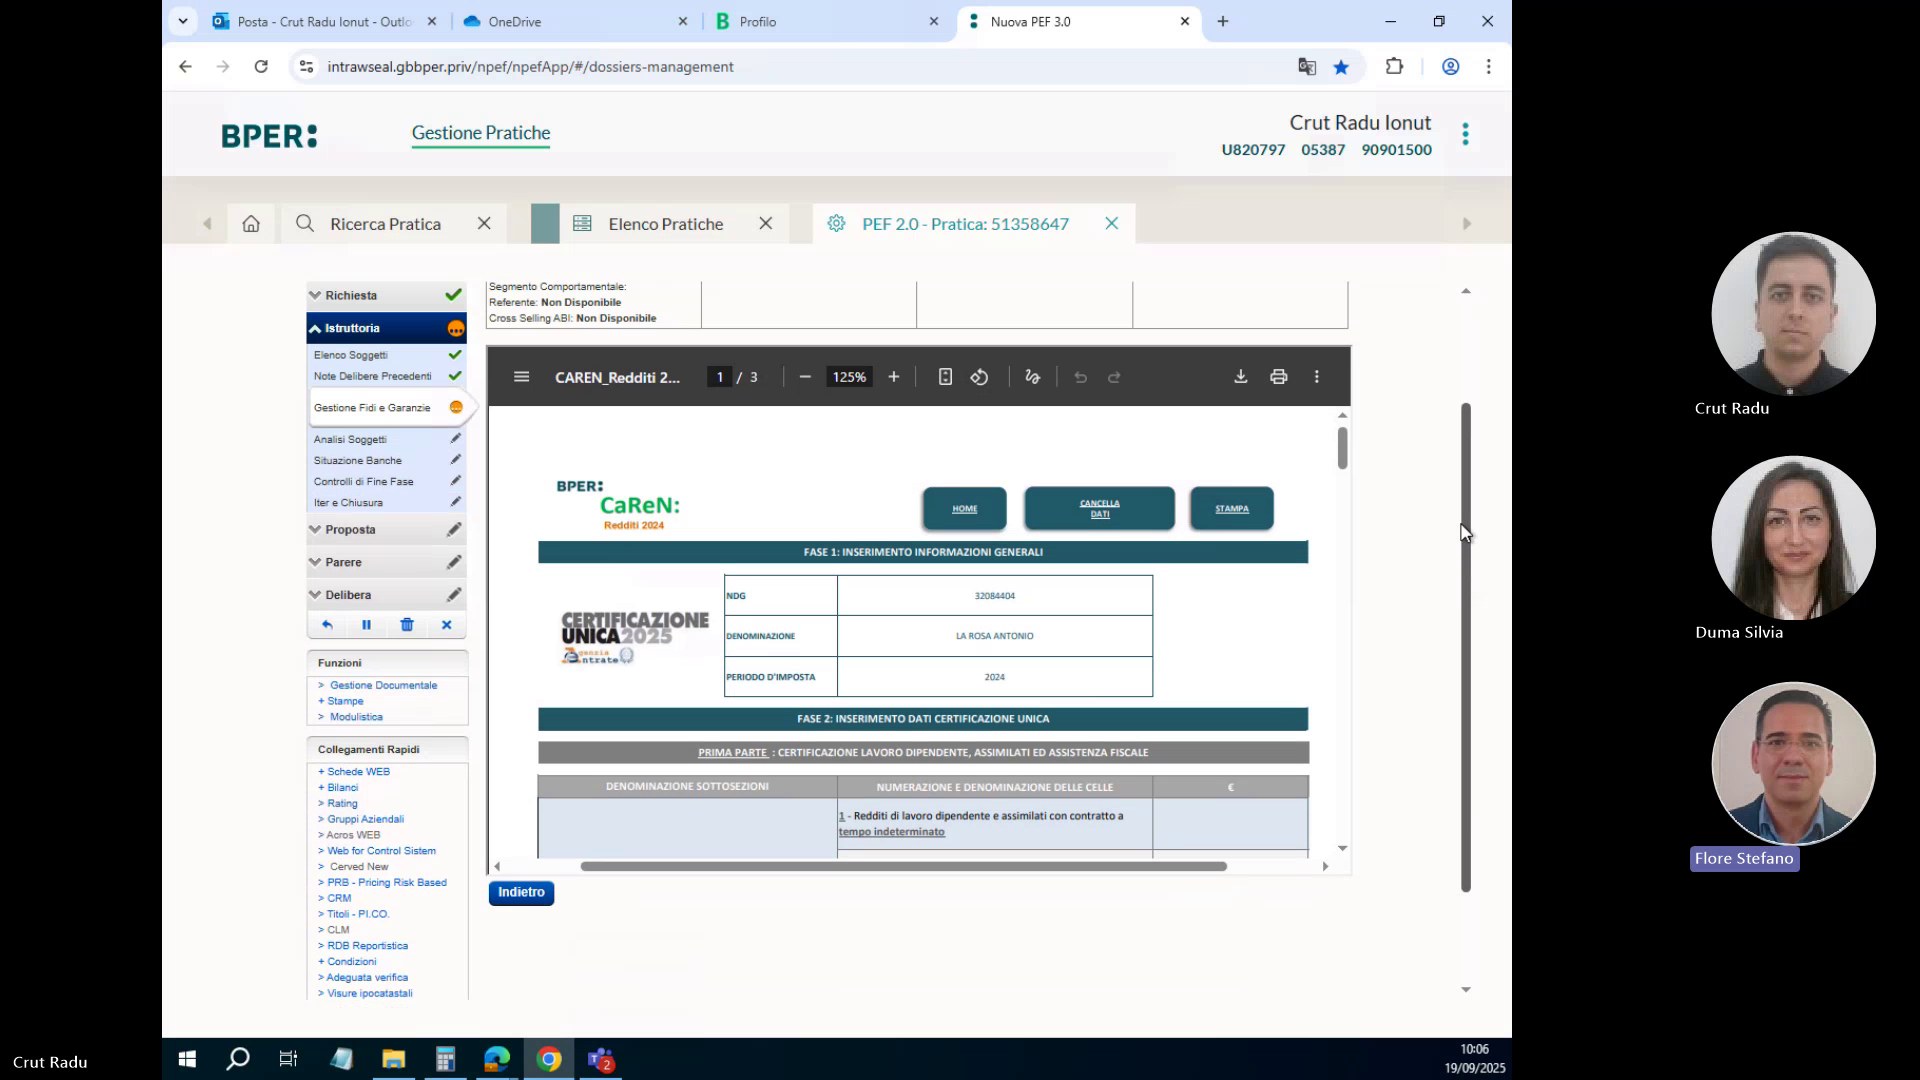 Posta - Crut Radu Ionut - Outlo
OneDrive
Profilo
Nuova PEF 3.0
intrawseal.gbbper.priv/npef/npefApp/#/dossiers-management
BPER:
Gestione Pratiche
Crut Radu Ionut
U820797 05387 90901500
Ricerca Pratica
Elenco Pratiche
PEF 2.0 - Pratica: 51358647
Richiesta
Istruttoria
Elenco Soggetti
Note Delibere Precedenti
Gestione Fidi e Garanzie
Analisi Soggetti
Situazione Banche
Controlli di Fine Fase
Iter e Chiusura
Proposta
Parere
Delibera
Funzioni
> Gestione Documentale
+ Stampe
> Modulistica
Collegamenti Rapidi
+ Schede WEB
+ Bilanci
> Rating
> Gruppi Aziendali
> Acros WEB
> Web for Control Sistem
> Cerved New
> PRB - Pricing Risk Based
> CRM
> Titoli - PI.CO.
> CLM
> RDB Reportistica
+ Condizioni
> Adeguata verifica
> Visure ipocatastali
Segmento Comportamentale:
Referente: Non Disponibile
Cross Selling ABI: Non Disponibile
CAREN_Redditi 2...
1 / 3
125%
BPER:
CaReN:
Redditi 2024
HOME
CANCELLA
DATI
STAMPA
FASE 1: INSERIMENTO INFORMAZIONI GENERALI
CERTIFICAZIONE
UNICA2025
genzia
ntrate
NDG
32084404
DENOMINAZIONE
LA ROSA ANTONIO
PERIODO D'IMPOSTA
2024
FASE 2: INSERIMENTO DATI CERTIFICAZIONE UNICA
PRIMA PARTE : CERTIFICAZIONE LAVORO DIPENDENTE, ASSIMILATI ED ASSISTENZA FISCALE
DENOMINAZIONE SOTTOSEZIONI
NUMERAZIONE E DENOMINAZIONE DELLE CELLE
€
1 - Redditi di lavoro dipendente e assimilati con contratto a
tempo indeterminato
Indietro
Crut Radu
Duma Silvia
Flore Stefano
Crut Radu
2
10:06
19/09/2025